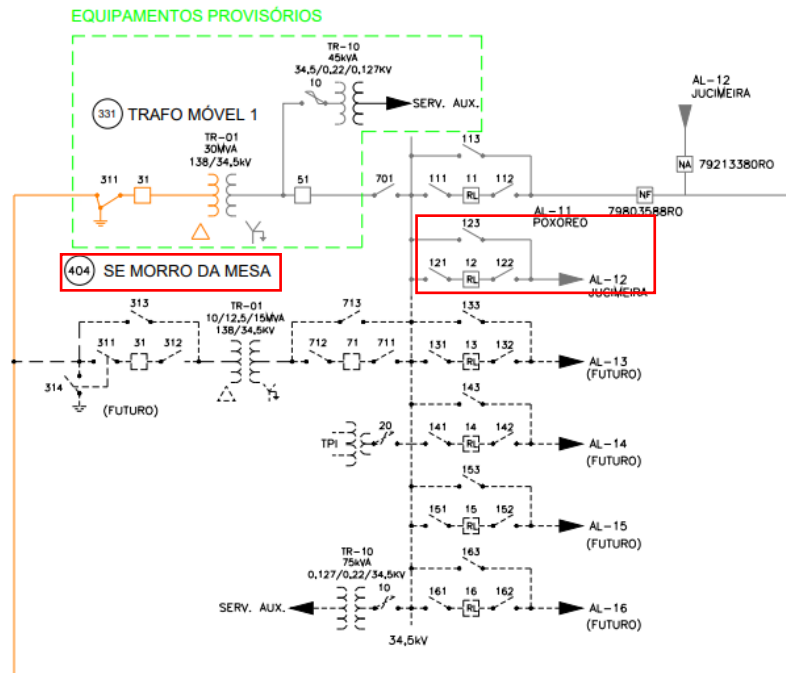 EQUIPAMENTOS PROVISÓRIOS
TR-10
45kVA
34.5/0.22/0.127KV
10
SERV. AUX.
AL-12
JUCIMEIRA
331 TRAFO MÓVEL 1
TR-01
30MVA
138/34.5kV
311 31 51 701
113
111 11 112
RL
NA 79213380RO
NF
79803588RO
AL-11
POXOREO
123
121 12 122
RL
AL-12
JUCIMEIRA
404 SE MORRO DA MESA
313
TR-01
10/12,5/15MVA
138/34.5kV
713
133
311 31 312 712 71 711 131 13 132
RL
AL-13
(FUTURO)
314
(FUTURO)
143
TPI 20 141 14 142
RL
AL-14
(FUTURO)
153
151 15 152
RL
AL-15
(FUTURO)
TR-10
75kVA
0.127/0.22/34.5KV
163
10
SERV. AUX.
161 16 162
RL
AL-16
(FUTURO)
34,5kV